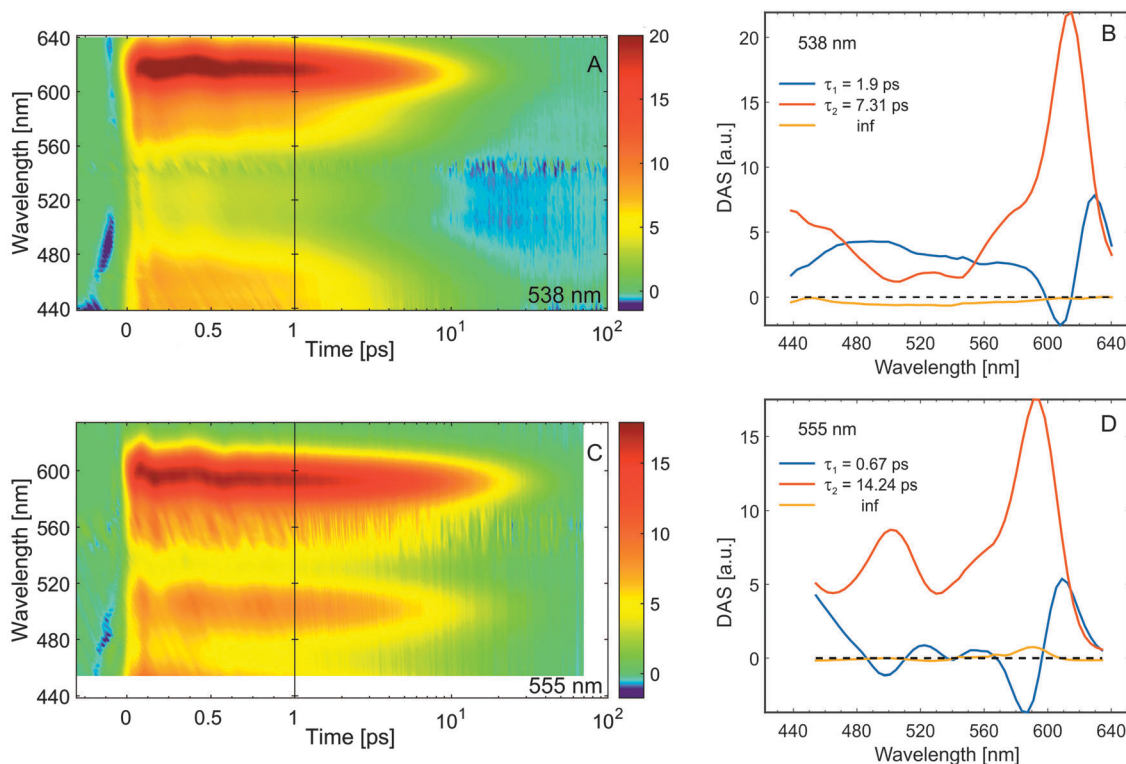 A
Wavelength [nm]
640
600
560
520
480
440
538 nm
0
0.5
1
10¹
10²
Time [ps]
20
15
10
5
0
B
538 nm
τ₁ = 1.9 ps
τ₂ = 7.31 ps
inf
DAS [a.u.]
20
15
10
5
0
440
480
520
560
600
640
Wavelength [nm]
C
Wavelength [nm]
600
560
520
480
440
555 nm
0
0.5
1
10¹
10²
Time [ps]
15
10
5
0
D
555 nm
τ₁ = 0.67 ps
τ₂ = 14.24 ps
inf
DAS [a.u.]
15
10
5
0
440
480
520
560
600
640
Wavelength [nm]